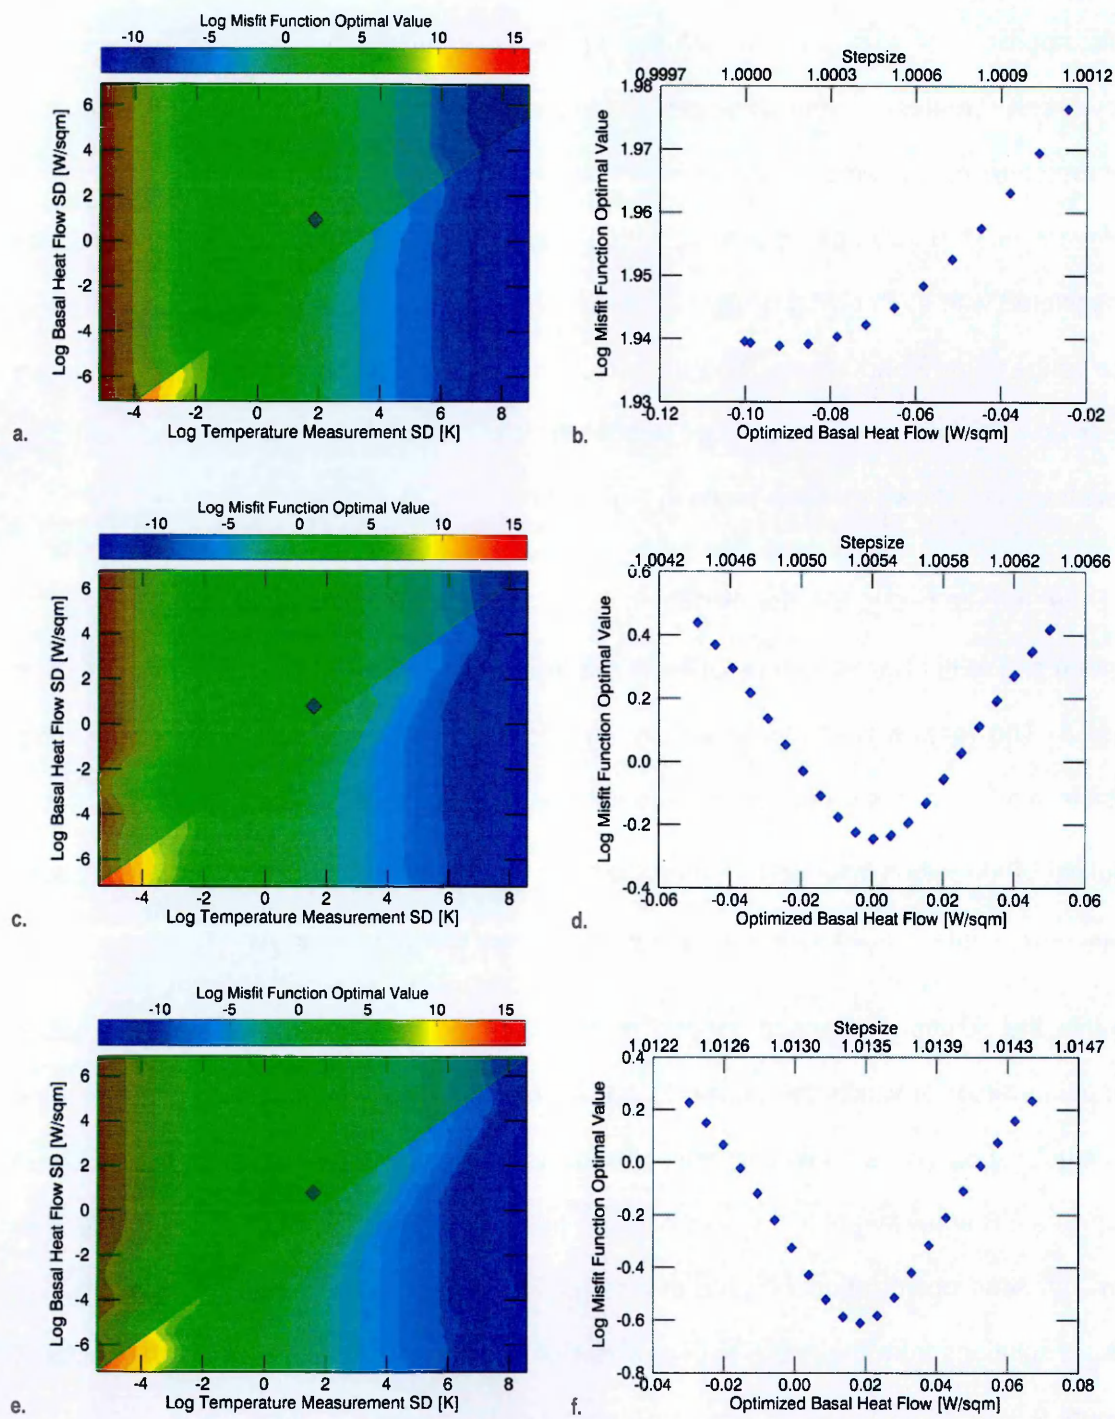 Log Misfit Function Optimal Value
-10 -5 0 5 10 15
Log Basal Heat Flow SD [W/sqm]
6
4
2
0
-2
-4
-6
-4 -2 0 2 4 6 8
Log Temperature Measurement SD [K]
a.
Stepsize
0.9997 1.0000 1.0003 1.0006 1.0009 1.0012
Log Misfit Function Optimal Value
1.98
1.97
1.96
1.95
1.94
1.93
-0.12 -0.10 -0.08 -0.06 -0.04 -0.02
Optimized Basal Heat Flow [W/sqm]
b.
Log Misfit Function Optimal Value
-10 -5 0 5 10 15
Log Basal Heat Flow SD [W/sqm]
6
4
2
0
-2
-4
-6
-4 -2 0 2 4 6 8
Log Temperature Measurement SD [K]
c.
Stepsize
1.0042 1.0046 1.0050 1.0054 1.0058 1.0062 1.0066
Log Misfit Function Optimal Value
0.6
0.4
0.2
0.0
-0.2
-0.4
-0.06 -0.04 -0.02 0.00 0.02 0.04 0.06
Optimized Basal Heat Flow [W/sqm]
d.
Log Misfit Function Optimal Value
-10 -5 0 5 10 15
Log Basal Heat Flow SD [W/sqm]
6
4
2
0
-2
-4
-6
-4 -2 0 2 4 6 8
Log Temperature Measurement SD [K]
e.
Stepsize
1.0122 1.0126 1.0130 1.0135 1.0139 1.0143 1.0147
Log Misfit Function Optimal Value
0.4
0.2
0.0
-0.2
-0.4
-0.6
-0.8
-0.04 -0.02 0.00 0.02 0.04 0.06 0.08
Optimized Basal Heat Flow [W/sqm]
f.